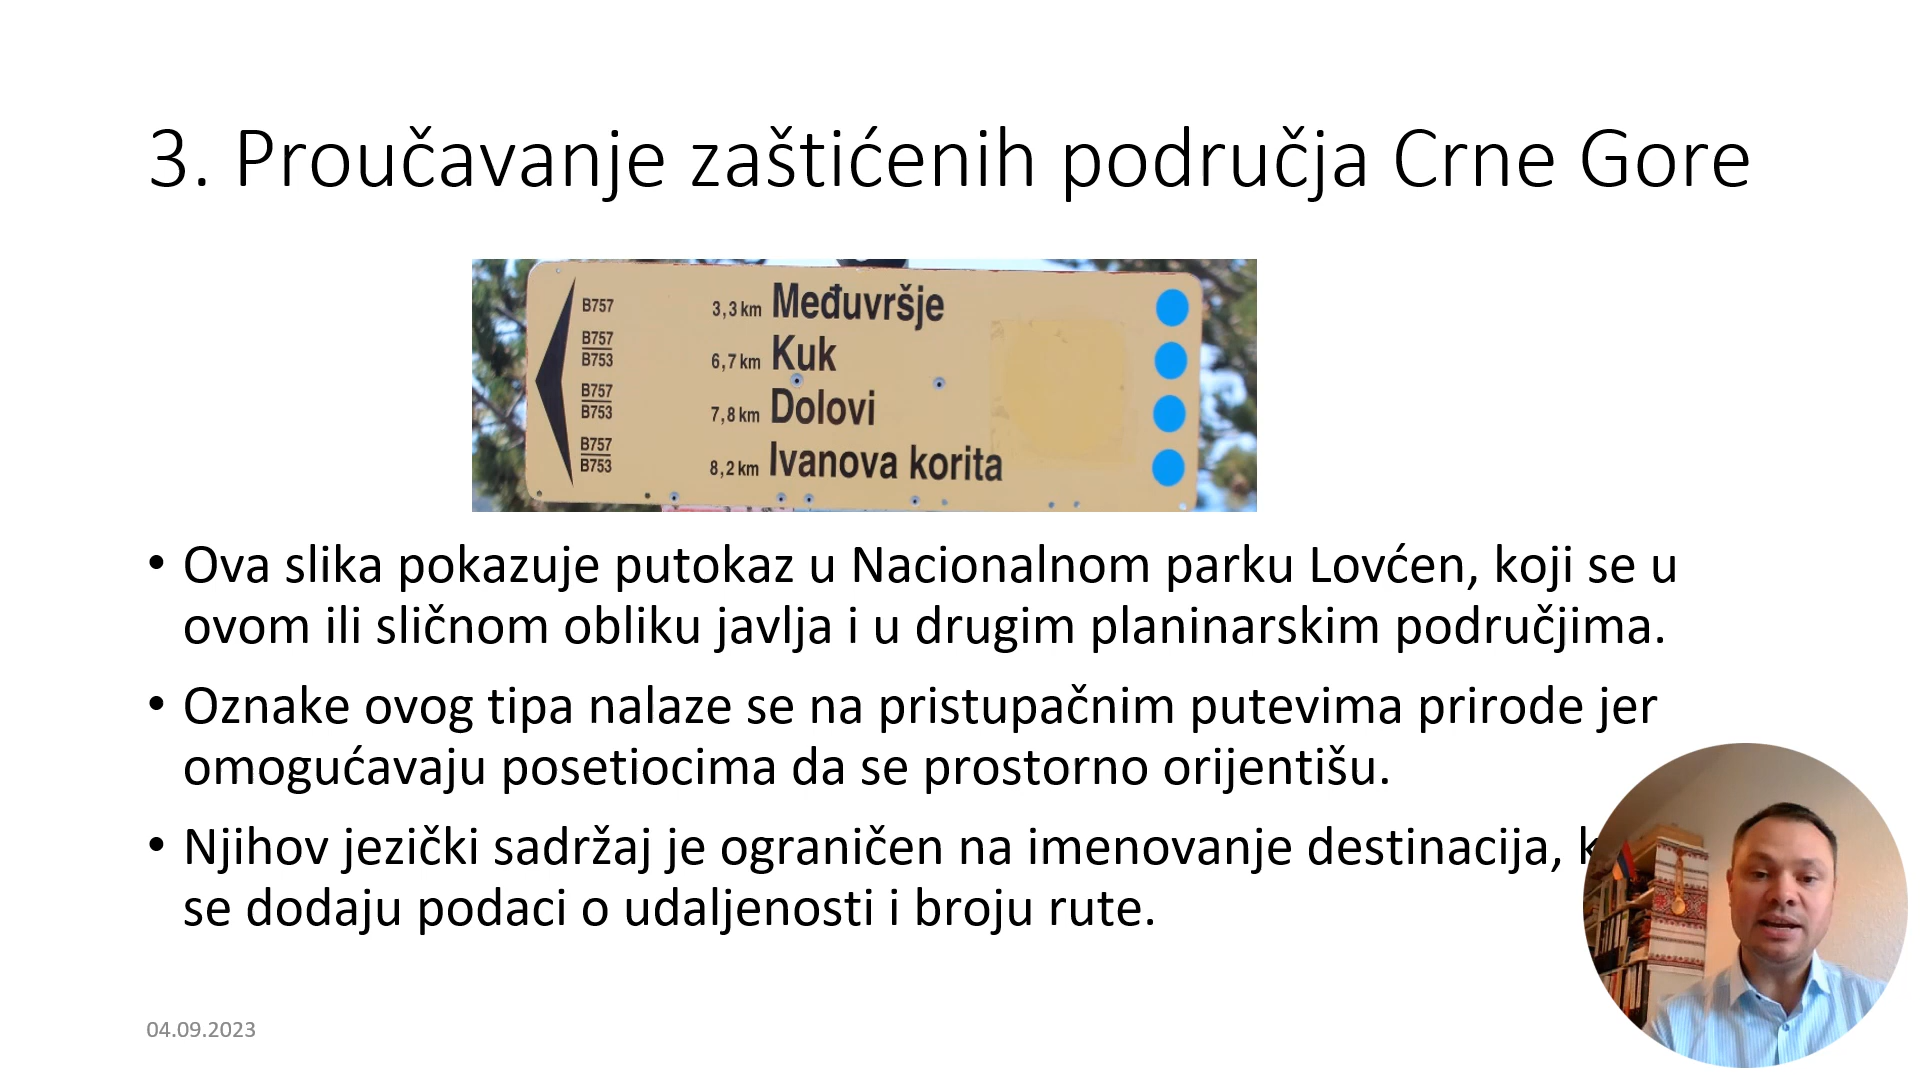 3. Proučavanje zaštićenih područja Crne Gore
B757 3,3 km Međuvršje
B757
B753 6,7 km Kuk
B757
B753 7,8 km Dolovi
B757
B753 8,2 km Ivanova korita
• Ova slika pokazuje putokaz u Nacionalnom parku Lovćen, koji se u
ovom ili sličnom obliku javlja i u drugim planinarskim područjima.
• Oznake ovog tipa nalaze se na pristupačnim putevima prirode jer
omogućavaju posetiocima da se prostorno orijentišu.
• Njihov jezički sadržaj je ograničen na imenovanje destinacija,
se dodaju podaci o udaljenosti i broju rute.
04.09.2023